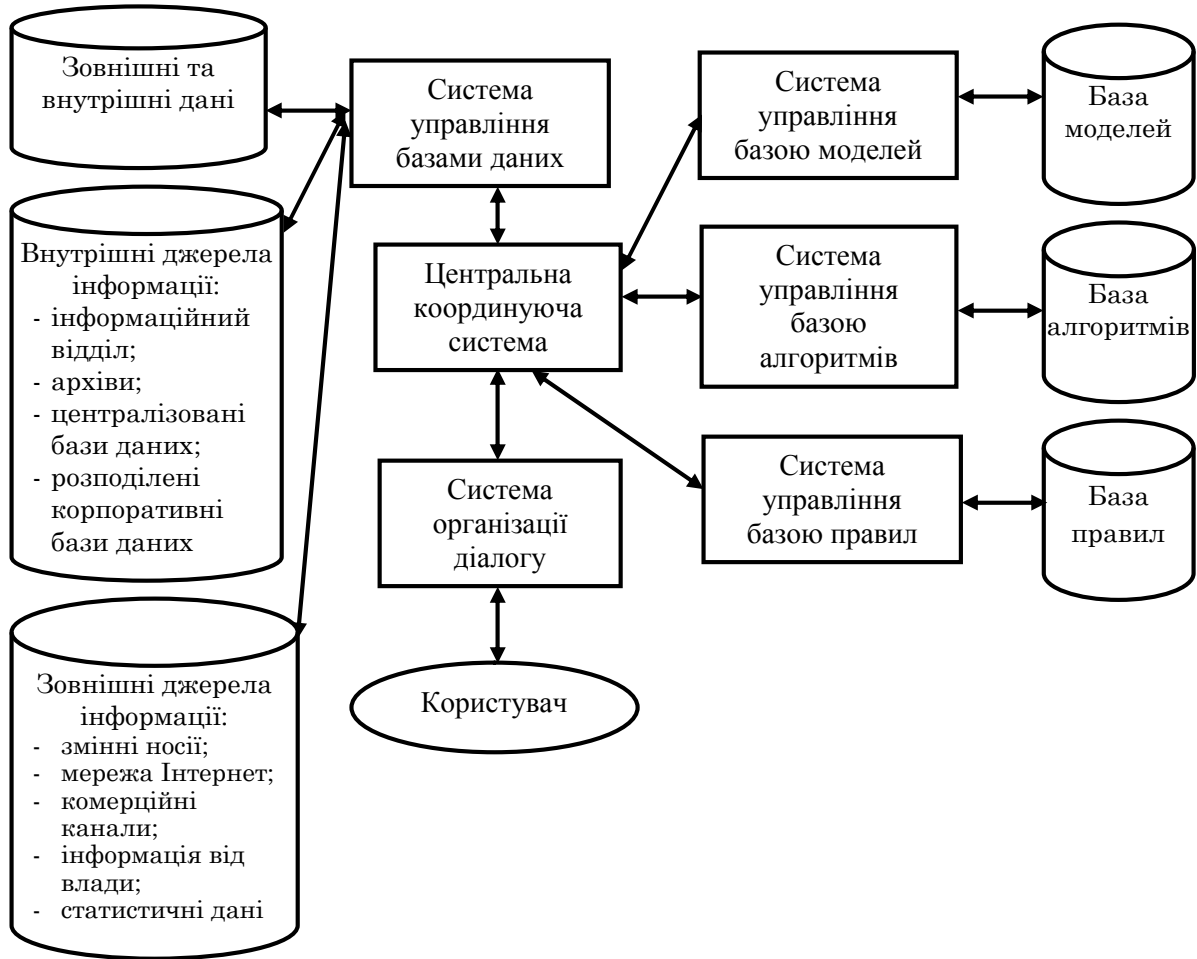 Зовнішні та
внутрішні дані
Внутрішні джерела
інформації:
- інформаційний
відділ;
- архіви;
- централізовані
бази даних;
- розподілені
корпоративні
бази даних
Зовнішні джерела
інформації:
- змінні носії;
- мережа Інтернет;
- комерційні
канали;
- інформація від
влади;
- статистичні дані
Система
управління
базами даних
Центральна
координуюча
система
Система
організації
діалогу
Користувач
Система
управління
базою моделей
Система
управління
базою
алгоритмів
Система
управління
базою правил
База
моделей
База
алгоритмів
База
правил